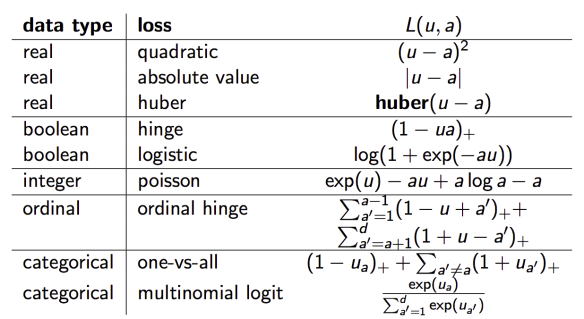 data type loss L(u, a)
real quadratic (u − a)²
real absolute value |u − a|
real huber huber(u − a)
boolean hinge (1 − ua)₊
boolean logistic log(1 + exp(−au))
integer poisson exp(u) − au + a log a − a
ordinal ordinal hinge ∑_{a′=1}^{a−1}(1 − u + a′)₊+
∑_{a′=a+1}^{d}(1 + u − a′)₊
categorical one-vs-all (1 − u_a)₊ + ∑_{a′≠a}(1 + u_{a′})₊
categorical multinomial logit exp(u_a) / ∑_{a′=1}^{d} exp(u_{a′})